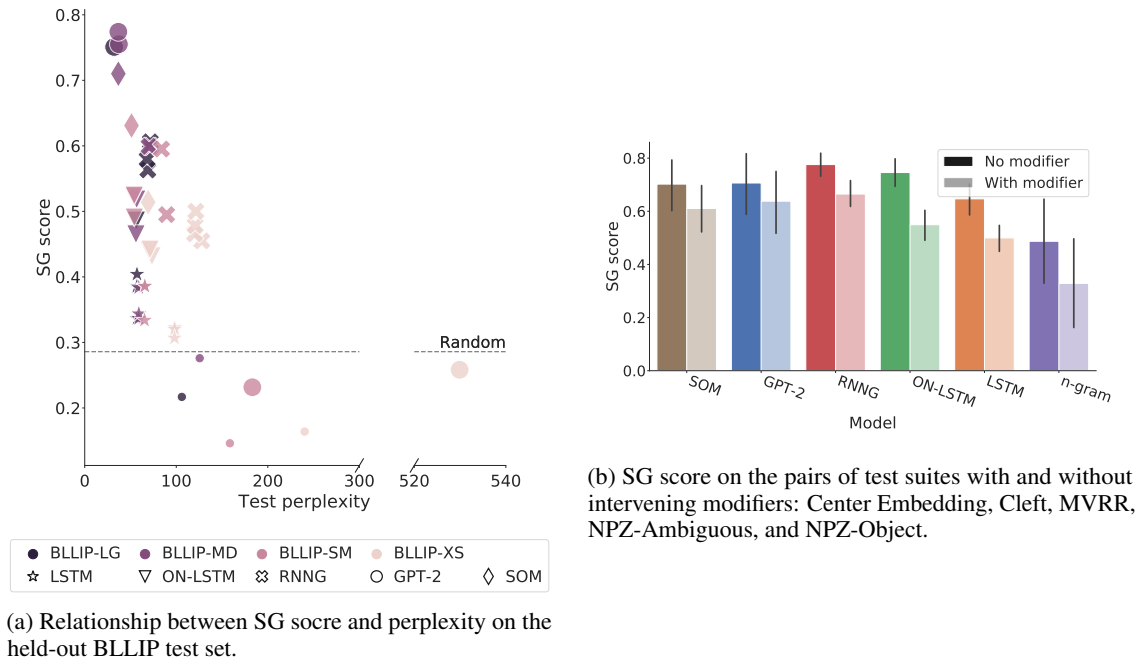 0.8
0.7
0.6
0.5
0.4
0.3
0.2
SG score
Random
0
100
200
300
520
540
Test perplexity
BLLIP-LG
BLLIP-MD
BLLIP-SM
BLLIP-XS
LSTM
ON-LSTM
RNNG
GPT-2
SOM
(a) Relationship between SG socre and perplexity on the
held-out BLLIP test set.
0.8
0.6
0.4
0.2
0.0
SG score
No modifier
With modifier
SOM
GPT-2
RNNG
ON-LSTM
LSTM
n-gram
Model
(b) SG score on the pairs of test suites with and without
intervening modifiers: Center Embedding, Cleft, MVRR,
NPZ-Ambiguous, and NPZ-Object.